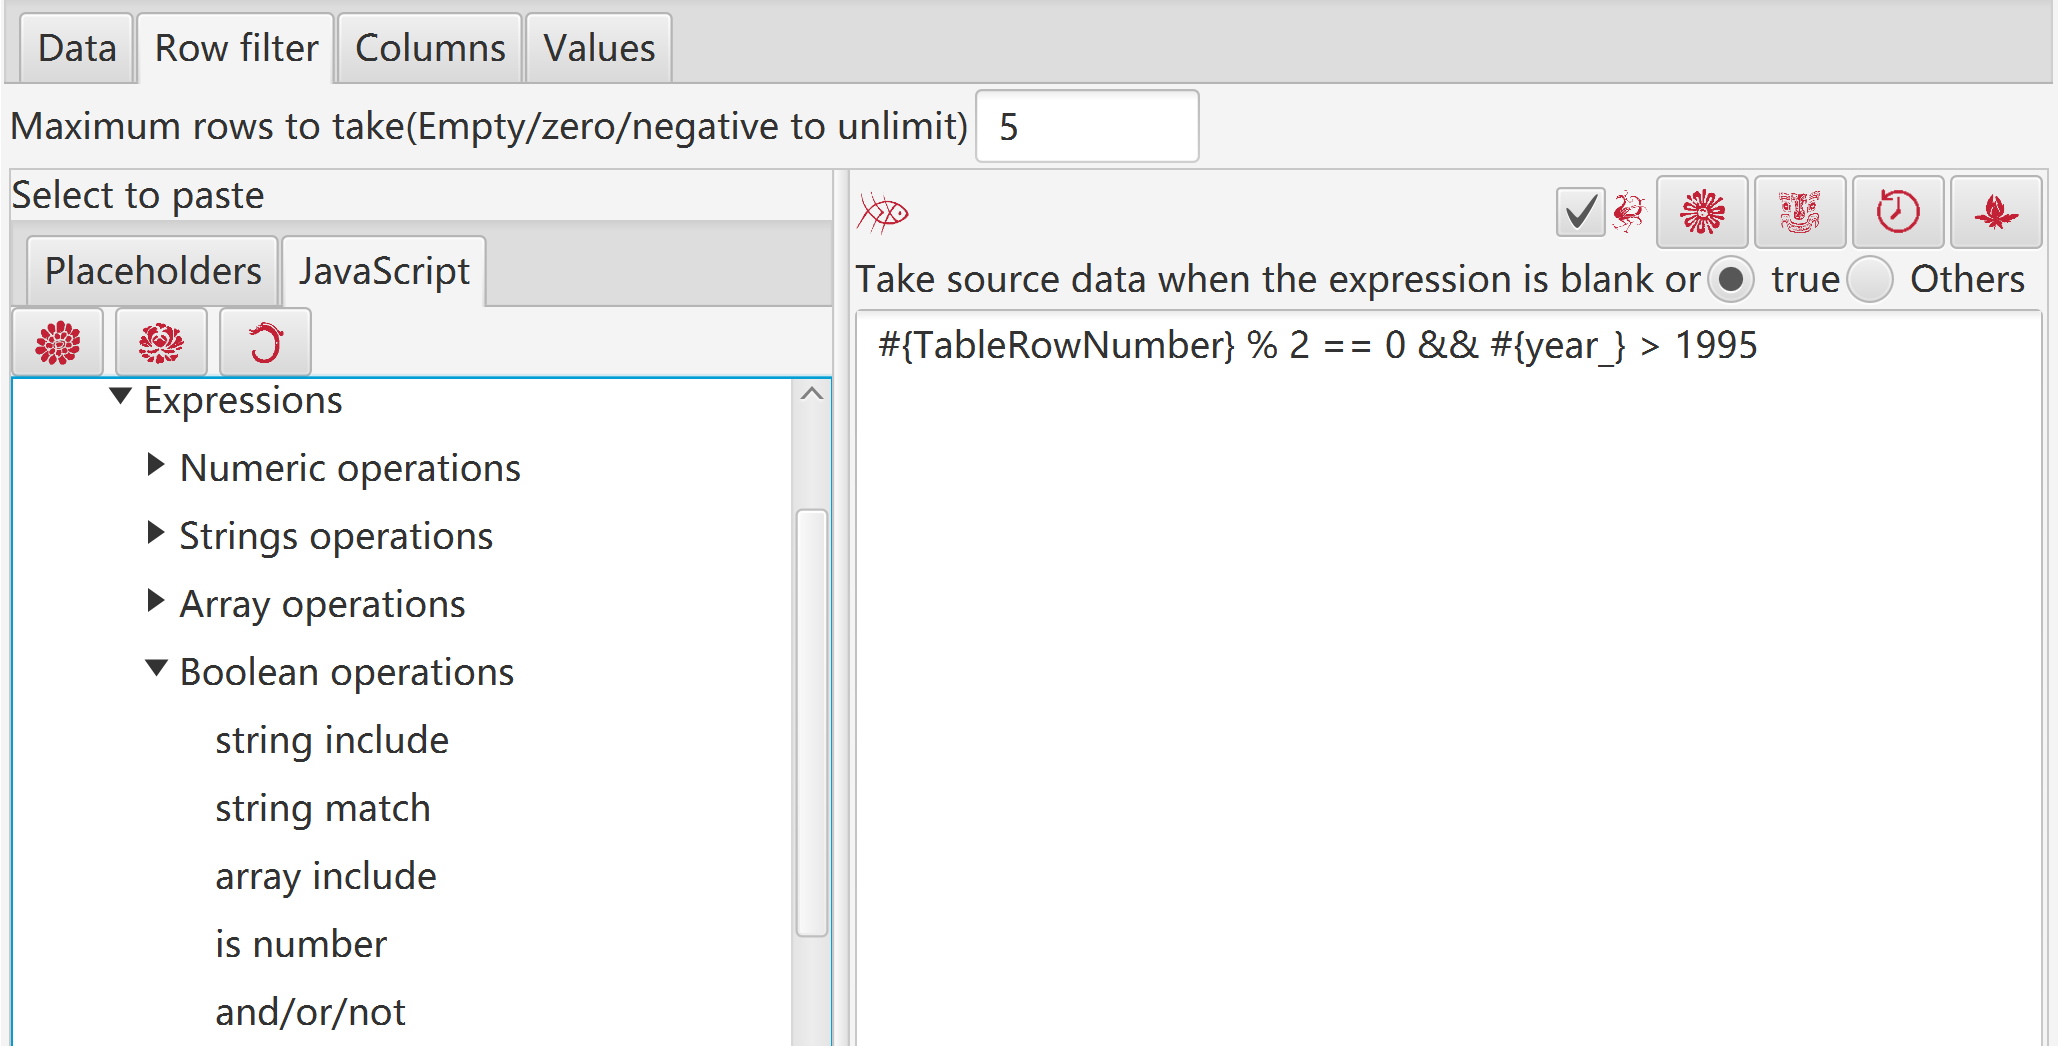 Data Row filter Columns Values
Maximum rows to take(Empty/zero/negative to unlimit) 5
Select to paste
Placeholders JavaScript
Expressions
Numeric operations
Strings operations
Array operations
Boolean operations
string include
string match
array include
is number
and/or/not
Take source data when the expression is blank or true Others
#{TableRowNumber} % 2 == 0 && #{year_} > 1995